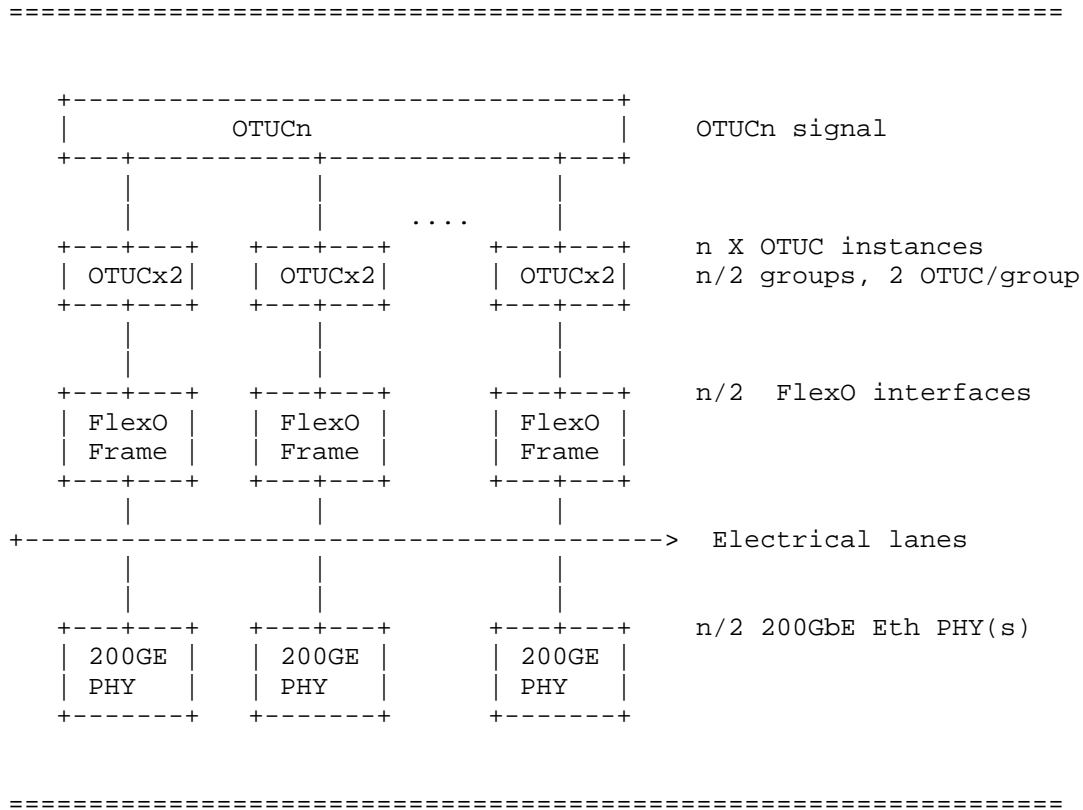 ==================================================================
+----------------------------------+
| OTUCn | OTUCn signal
+---+-----------+--------------+---+
| | |
| | .... |
+---+---+ +---+---+ +---+---+ n X OTUC instances
| OTUCx2| | OTUCx2| | OTUCx2| n/2 groups, 2 OTUC/group
+---+---+ +---+---+ +---+---+
| | |
| | |
+---+---+ +---+---+ +---+---+ n/2 FlexO interfaces
| FlexO | | FlexO | | FlexO |
| Frame | | Frame | | Frame |
+---+---+ +---+---+ +---+---+
| | |
+----------------------------------------> Electrical lanes
| | |
| | |
+---+---+ +---+---+ +---+---+ n/2 200GbE Eth PHY(s)
| 200GE | | 200GE | | 200GE |
| PHY | | PHY | | PHY |
+-------+ +-------+ +-------+
==================================================================